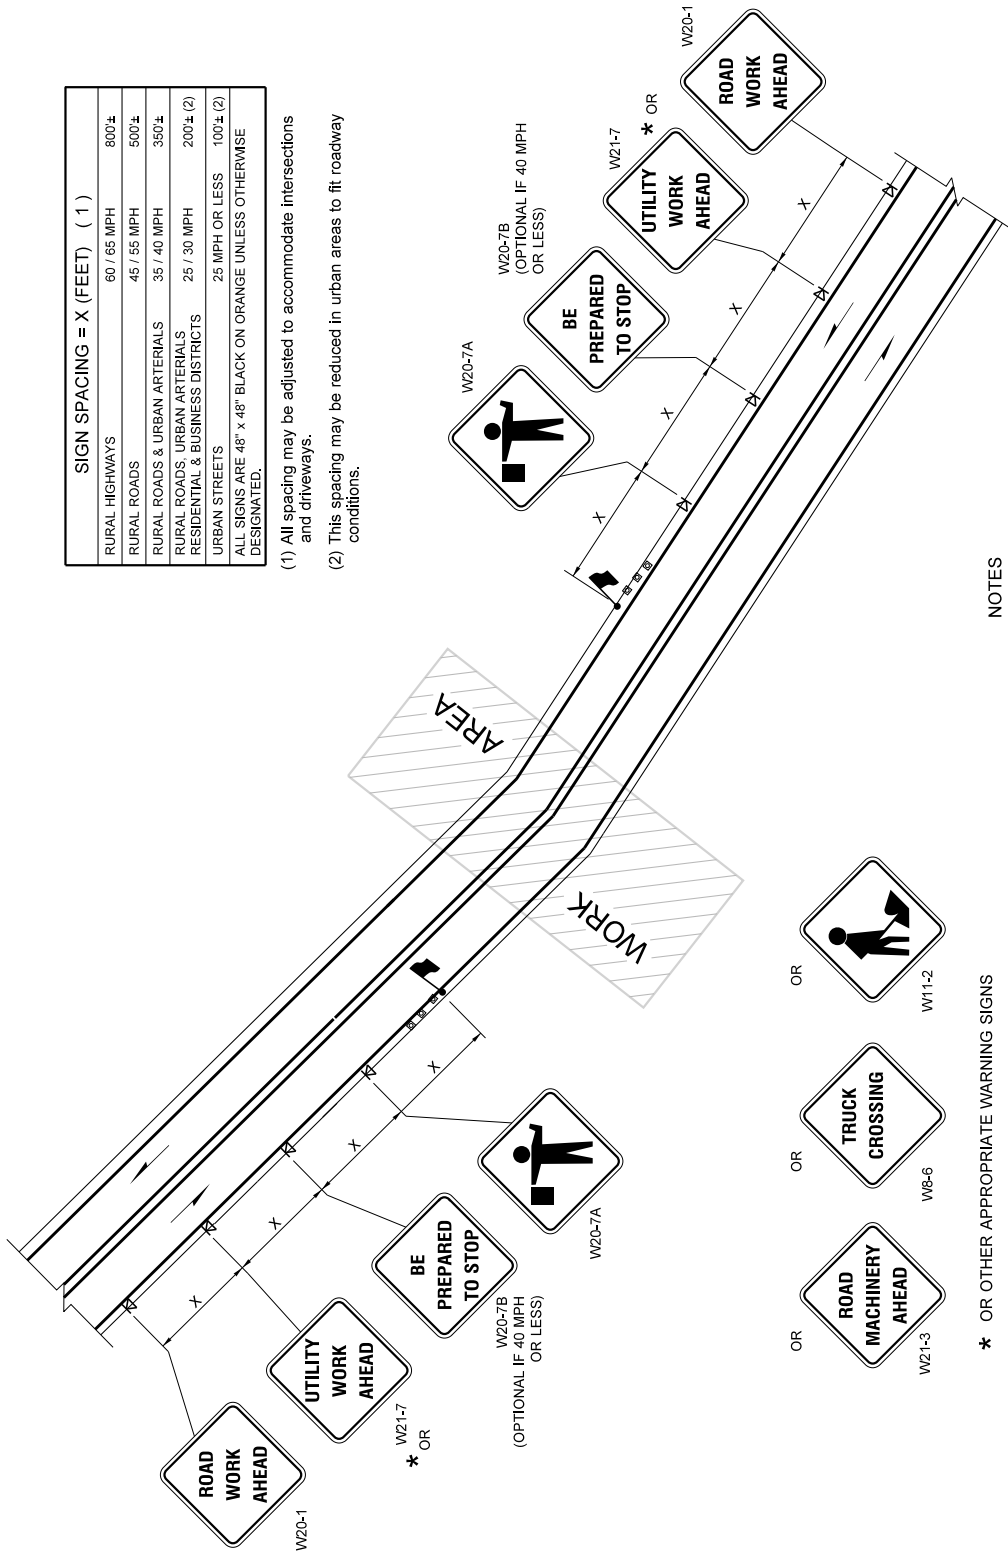 SIGN SPACING = X (FEET) ( 1 )
RURAL HIGHWAYS 60 / 65 MPH 800'±
RURAL ROADS 45 / 55 MPH 500'±
RURAL ROADS & URBAN ARTERIALS 35 / 40 MPH 350'±
RURAL ROADS, URBAN ARTERIALS
RESIDENTIAL & BUSINESS DISTRICTS 25 / 30 MPH 200'± (2)
URBAN STREETS 25 MPH OR LESS 100'± (2)
ALL SIGNS ARE 48" x 48" BLACK ON ORANGE UNLESS OTHERWISE
DESIGNATED.
(1) All spacing may be adjusted to accommodate intersections
and driveways.
(2) This spacing may be reduced in urban areas to fit roadway
conditions.
W20-7A
W20-7B
(OPTIONAL IF 40 MPH
OR LESS)
BE
PREPARED
TO STOP
W21-7
* OR
UTILITY
WORK
AHEAD
W20-1
ROAD
WORK
AHEAD
X
X
X
X
WORK
AREA
X
X
X
X
ROAD
WORK
AHEAD
W20-1
UTILITY
WORK
AHEAD
W21-7
* OR
BE
PREPARED
TO STOP
W20-7B
(OPTIONAL IF 40 MPH
OR LESS)
W20-7A
OR
ROAD
MACHINERY
AHEAD
W21-3
OR
TRUCK
CROSSING
W8-6
OR
W11-2
* OR OTHER APPROPRIATE WARNING SIGNS
NOTES